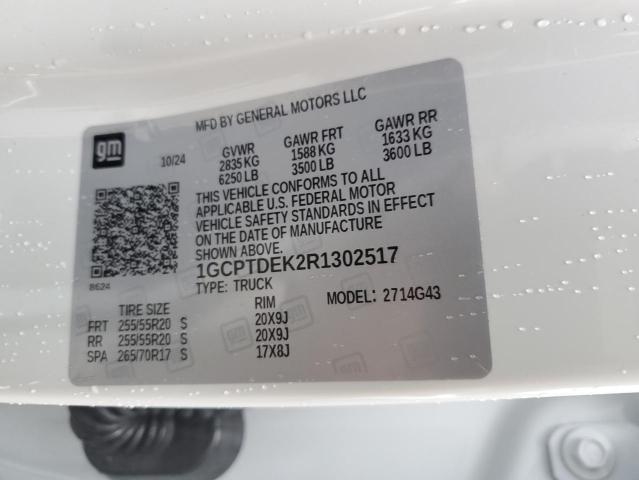 MFD BY GENERAL MOTORS LLC
gm
10/24
GVWR GAWR FRT GAWR RR
2835 KG 1588 KG 1633 KG
6250 LB 3500 LB 3600 LB
THIS VEHICLE CONFORMS TO ALL
APPLICABLE U.S. FEDERAL MOTOR
VEHICLE SAFETY STANDARDS IN EFFECT
ON THE DATE OF MANUFACTURE
SHOWN ABOVE.
8624
1GCPTDEK2R1302517
TYPE: TRUCK
TIRE SIZE RIM MODEL: 2714G43
FRT 255/55R20 S 20X9J
RR 255/55R20 S 20X9J
SPA 265/70R17 S 17X8J